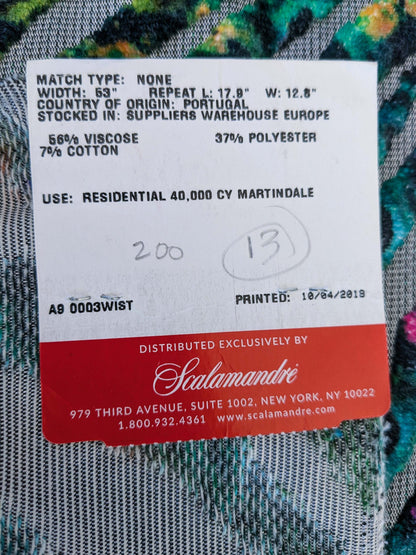 MATCH TYPE: NONE
WIDTH: 53" REPEAT L: 17.9" W: 12.6"
COUNTRY OF ORIGIN: PORTUGAL
STOCKED IN: SUPPLIERS WAREHOUSE EUROPE
56% VISCOSE 37% POLYESTER
7% COTTON
USE: RESIDENTIAL 40,000 CY MARTINDALE
200 13
A9 0003WIST PRINTED: 10/04/2019
DISTRIBUTED EXCLUSIVELY BY
Scalamandré
979 THIRD AVENUE, SUITE 1002, NEW YORK, NY 10022
1.800.932.4361 www.scalamandre.com